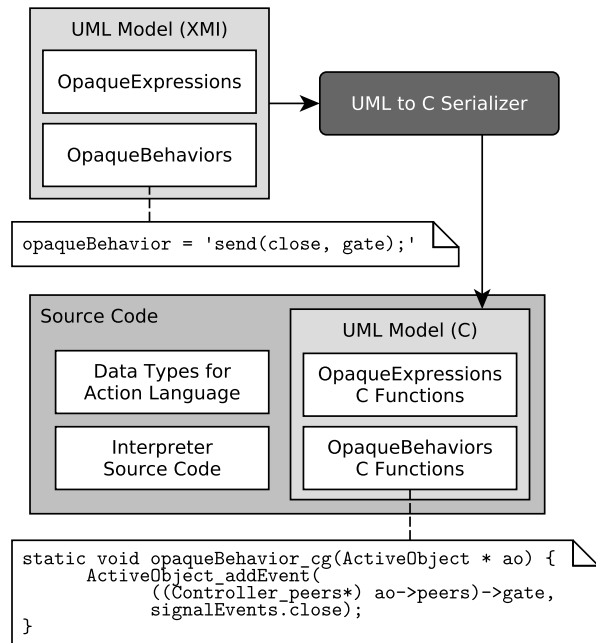 UML Model (XMI)
OpaqueExpressions
OpaqueBehaviors
UML to C Serializer
opaqueBehavior = 'send(close, gate);'
Source Code
Data Types for
Action Language
Interpreter
Source Code
UML Model (C)
OpaqueExpressions
C Functions
OpaqueBehaviors
C Functions
static void opaqueBehavior_cg(ActiveObject * ao) {
ActiveObject_addEvent(
((Controller_peers*) ao->peers)->gate,
signalEvents.close);
}